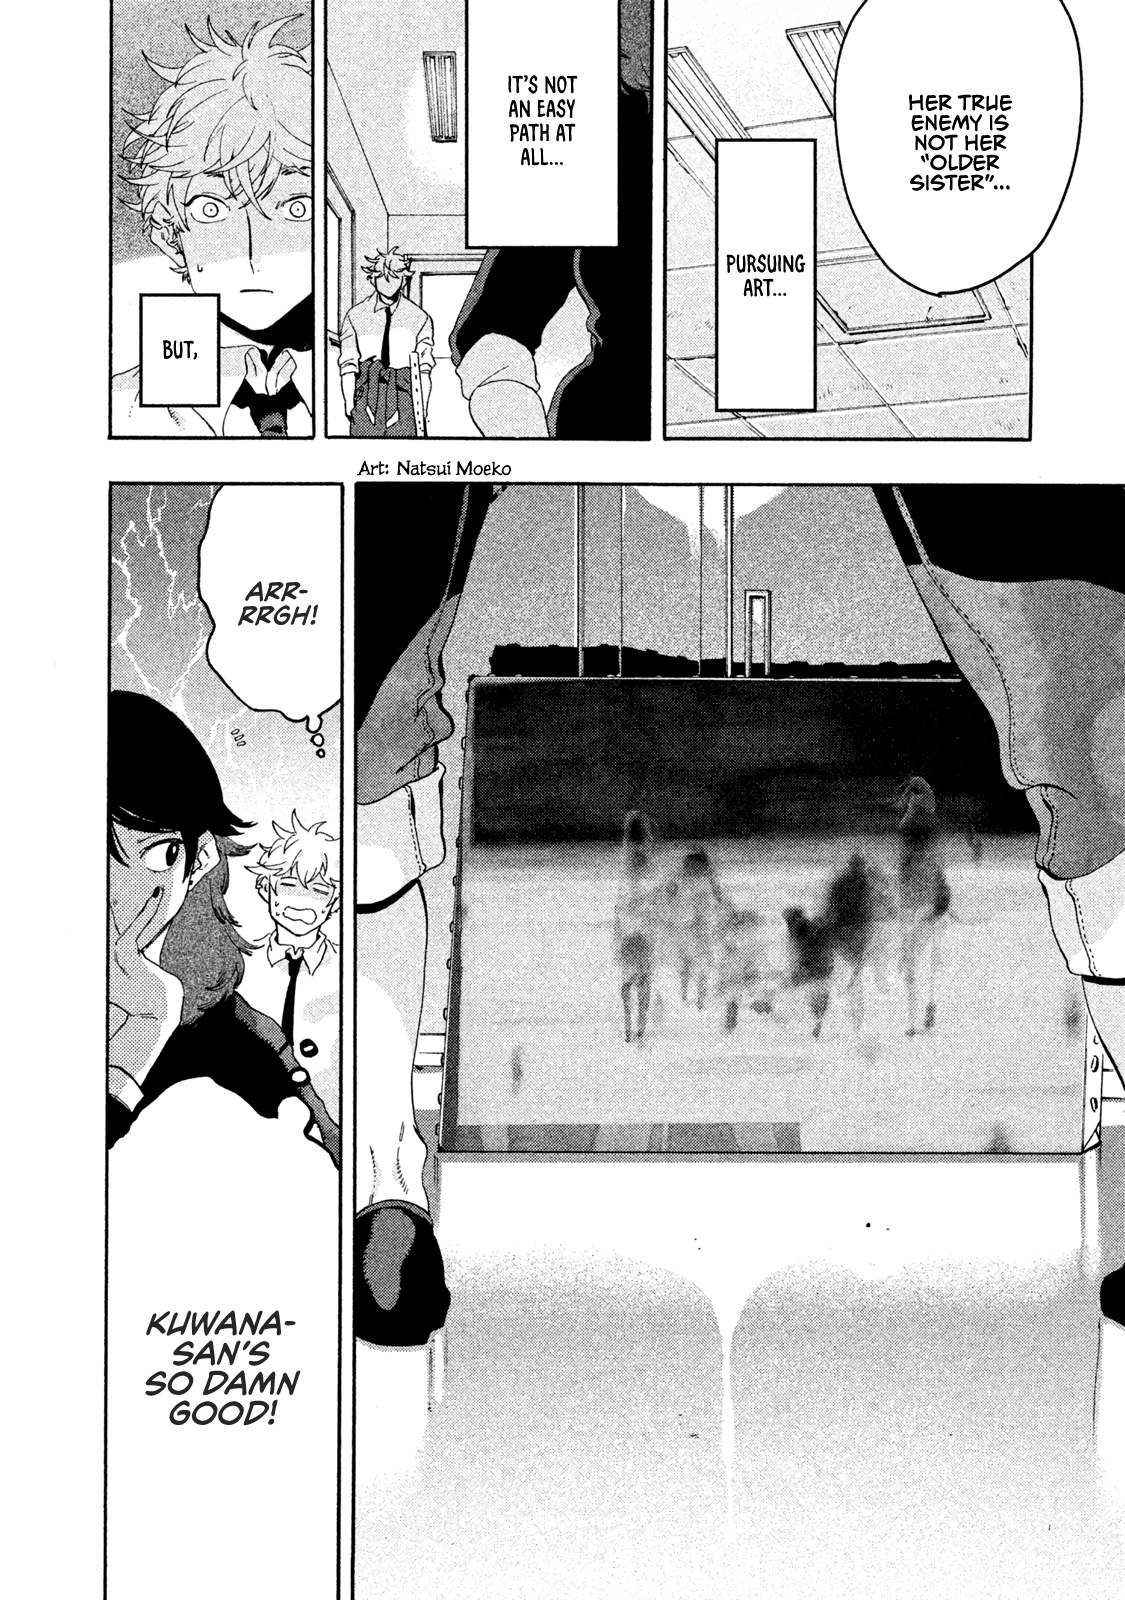 HER TRUE
ENEMY IS
NOT HER
"OLDER
SISTER"...
PURSUING
ART...
IT'S NOT
AN EASY
PATH AT
ALL...
BUT,
Art: Natsui Moeko
ARR-
RRGH!
KUWANA-
SAN'S
SO DAMN
GOOD!